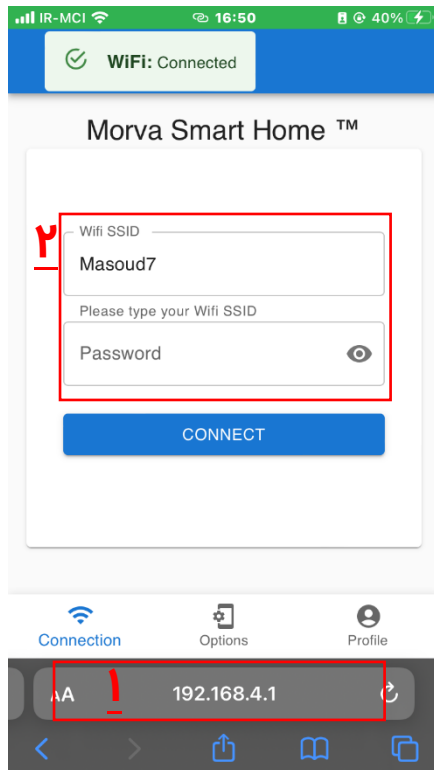 IR-MCI 16:50 40%
WiFi: Connected
Morva Smart Home ™
۲
Wifi SSID
Masoud7
Please type your Wifi SSID
Password
CONNECT
Connection Options Profile
۱
AA 192.168.4.1